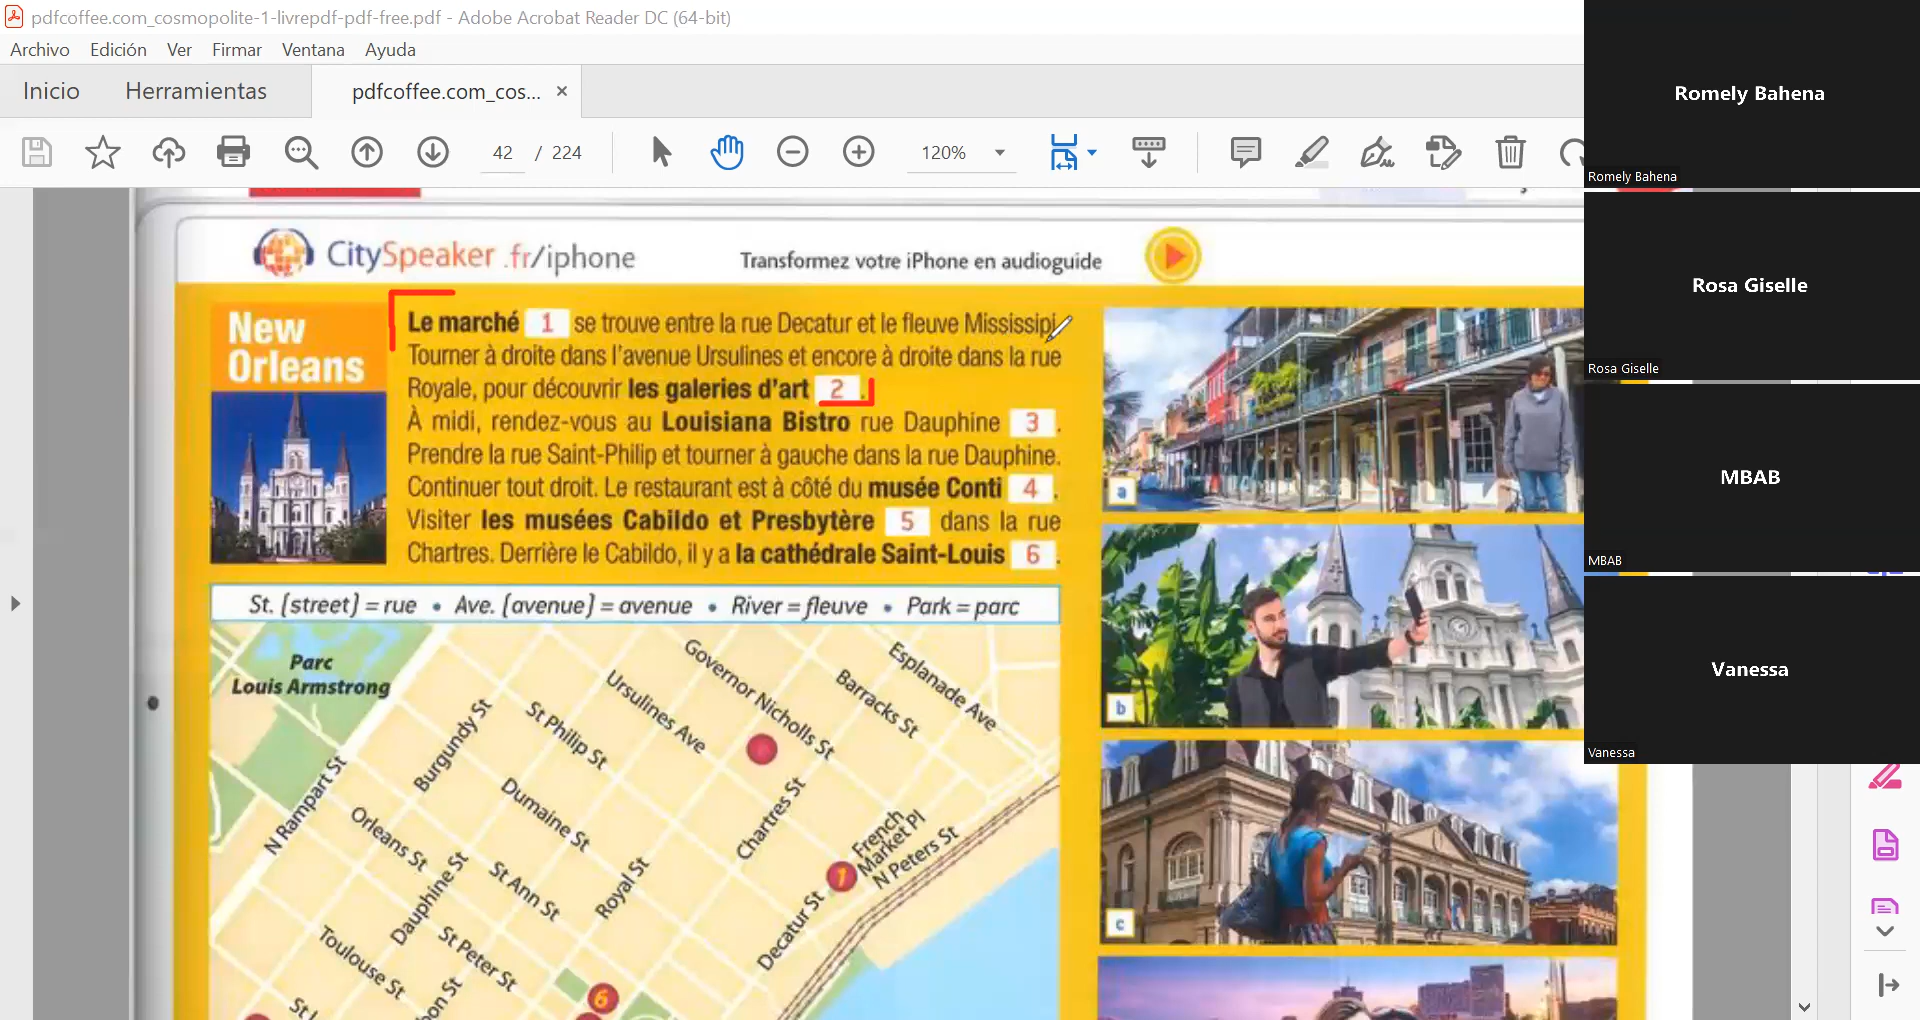 pdfcoffee.com_cosmopolite-1-livrepdf-pdf-free.pdf - Adobe Acrobat Reader DC (64-bit)
Archivo Edición Ver Firmar Ventana Ayuda
Inicio Herramientas pdfcoffee.com_cos... ×
42 / 224 120%
CitySpeaker .fr/iphone Transformez votre iPhone en audioguide
New
Orleans
Le marché 1 se trouve entre la rue Decatur et le fleuve Mississipi
Tourner à droite dans l'avenue Ursulines et encore à droite dans la rue
Royale, pour découvrir les galeries d'art 2 .
À midi, rendez-vous au Louisiana Bistro rue Dauphine 3 .
Prendre la rue Saint-Philip et tourner à gauche dans la rue Dauphine.
Continuer tout droit. Le restaurant est à côté du musée Conti 4 .
Visiter les musées Cabildo et Presbytère 5 dans la rue
Chartres. Derrière le Cabildo, il y a la cathédrale Saint-Louis 6 .
St. (street) = rue • Ave. (avenue) = avenue • River = fleuve • Park = parc
Parc
Louis Armstrong
N Rampart St
Burgundy St
St Philip St
Ursulines Ave
Governor Nicholls St
Barracks St
Esplanade Ave
Orleans St
Dumaine St
Chartres St
French
Market Pl
N Peters St
1
Dauphine St
St Ann St
Royal St
Decatur St
Toulouse St
St Peter St
6
a
b
c
Romely Bahena
Romely Bahena
Rosa Giselle
Rosa Giselle
MBAB
MBAB
Vanessa
Vanessa